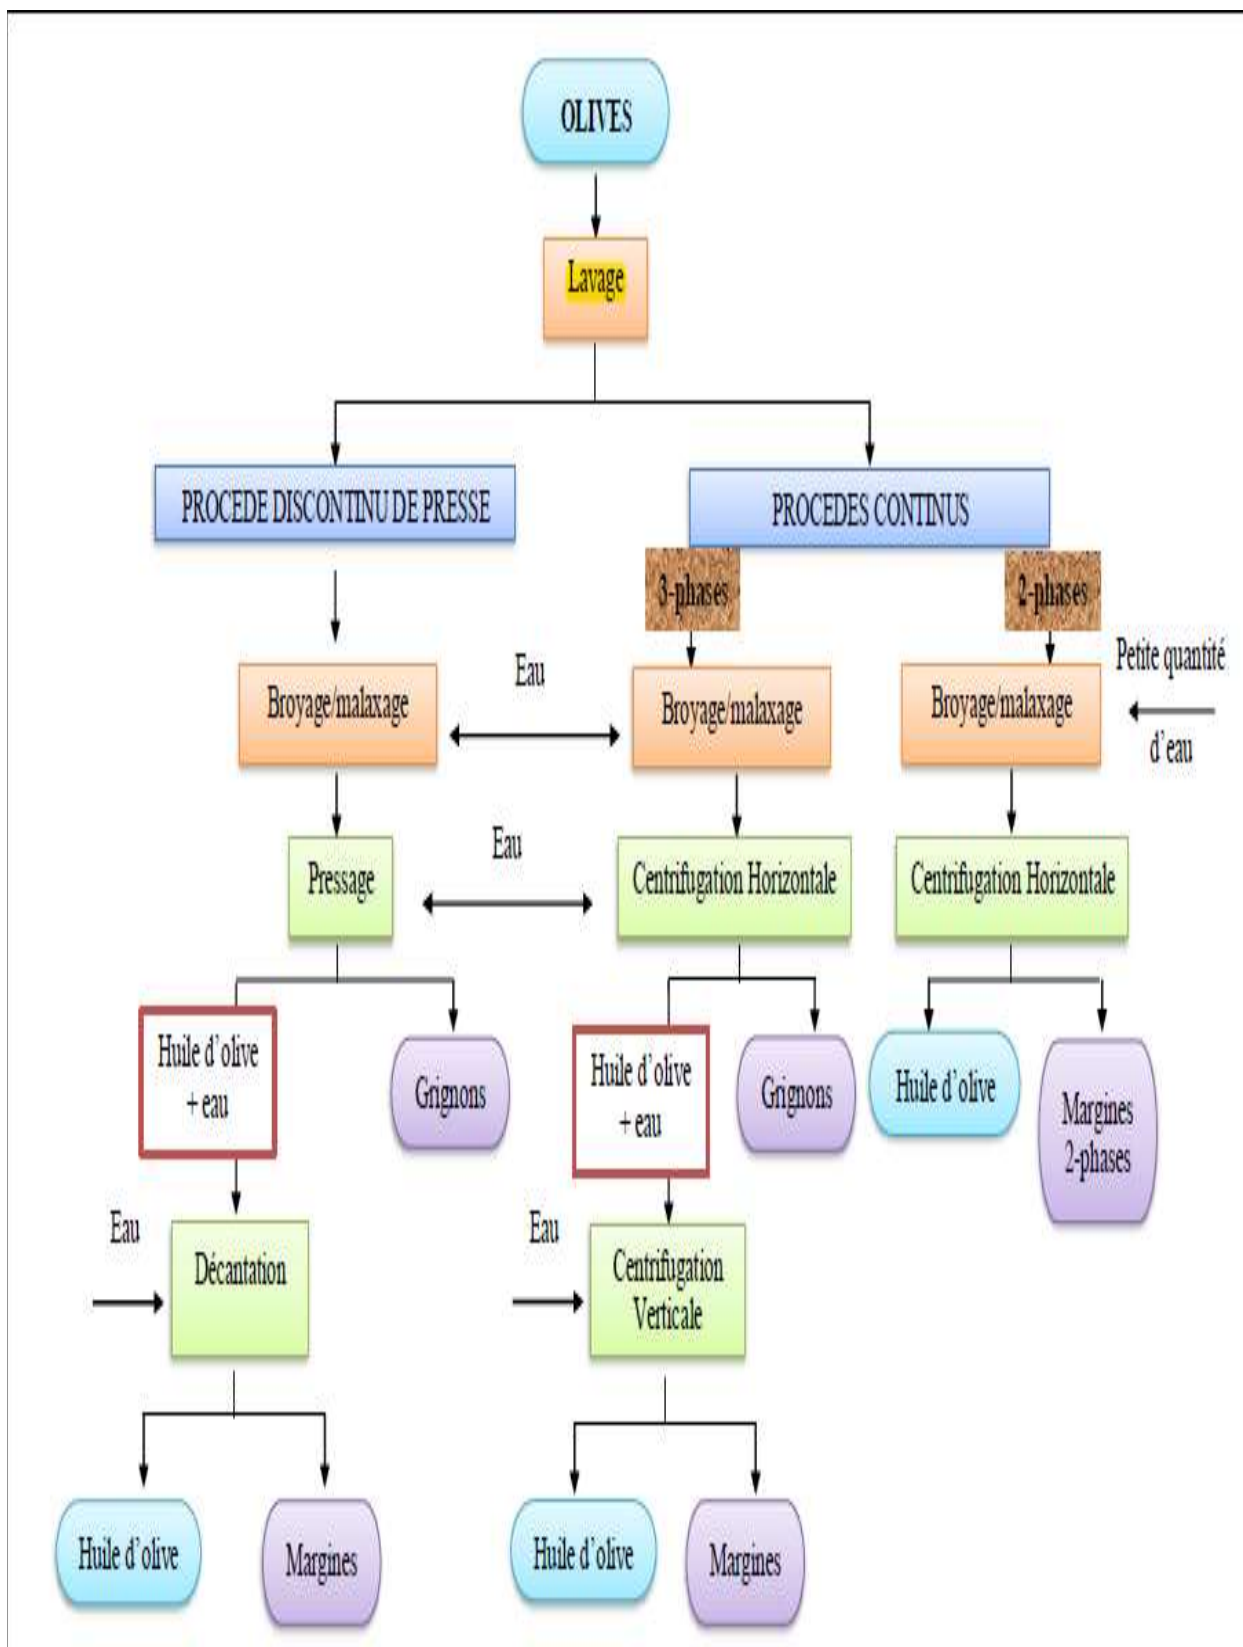 OLIVES
Lavage
PROCEDE DISCONTINU DE PRESSE
PROCEDES CONTINUS
3-phases
2-phases
Broyage/malaxage
Eau
Broyage/malaxage
Broyage/malaxage
Petite quantité
d'eau
Pressage
Eau
Centrifugation Horizontale
Centrifugation Horizontale
Huile d'olive
+ eau
Grignons
Huile d'olive
+ eau
Grignons
Huile d'olive
Margines
2-phases
Eau
Décantation
Eau
Centrifugation
Verticale
Huile d'olive
Margines
Huile d'olive
Margines